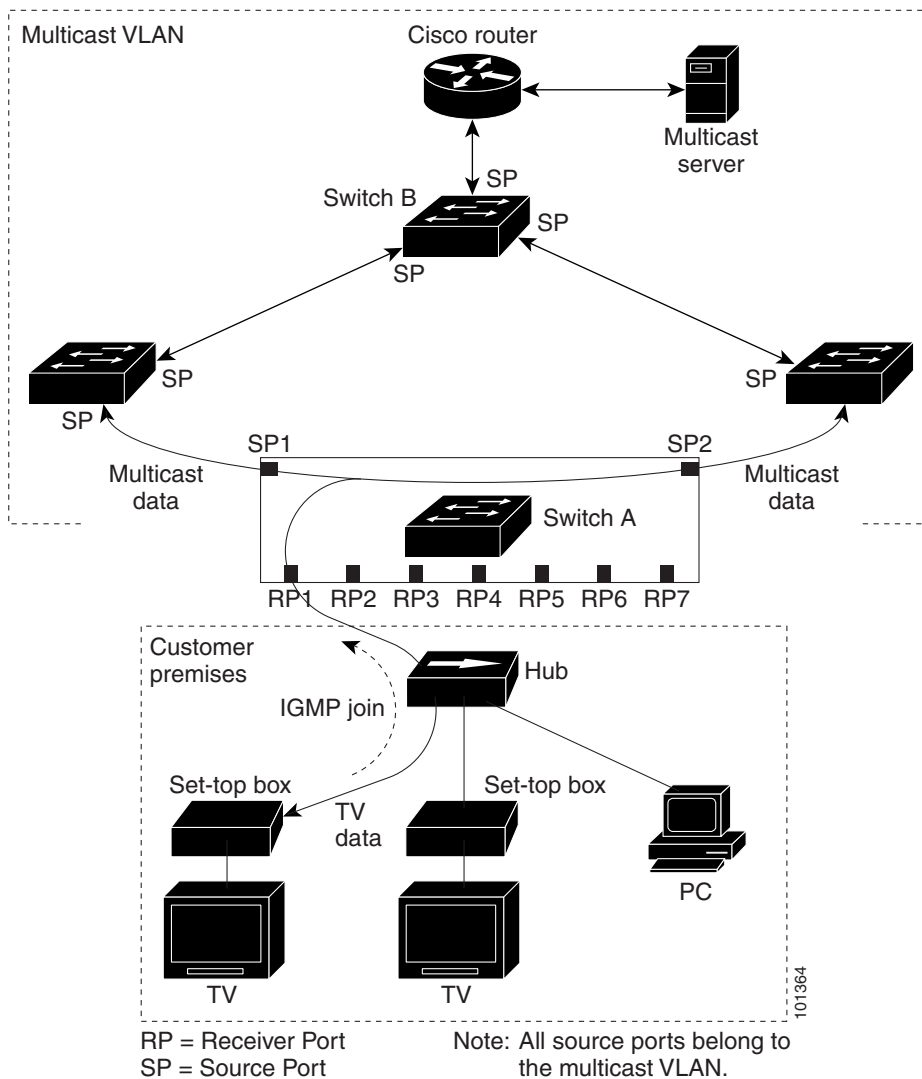 Multicast VLAN
Cisco router
Multicast
server
SP
Switch B
SP
SP
SP
SP
SP
SP1
SP2
Multicast
data
Multicast
data
Switch A
RP1 RP2 RP3 RP4 RP5 RP6 RP7
Customer
premises
Hub
IGMP join
Set-top box
Set-top box
TV
data
PC
TV
TV
101364
RP = Receiver Port
SP = Source Port
Note: All source ports belong to
the multicast VLAN.